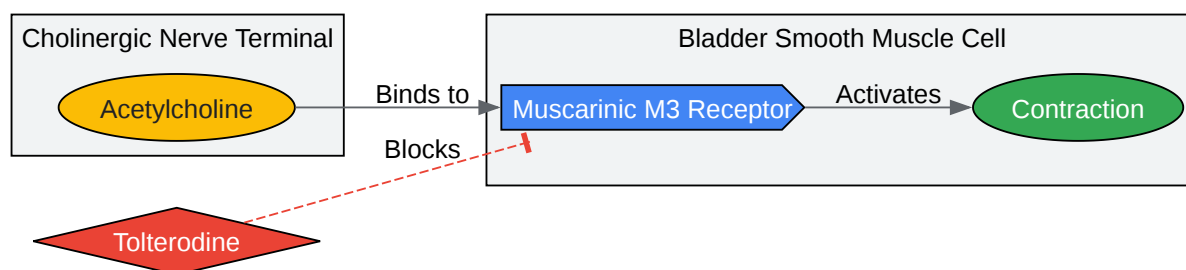 Cholinergic Nerve Terminal
Bladder Smooth Muscle Cell
Acetylcholine
Binds to
Muscarinic M3 Receptor
Activates
Contraction
Blocks
Tolterodine